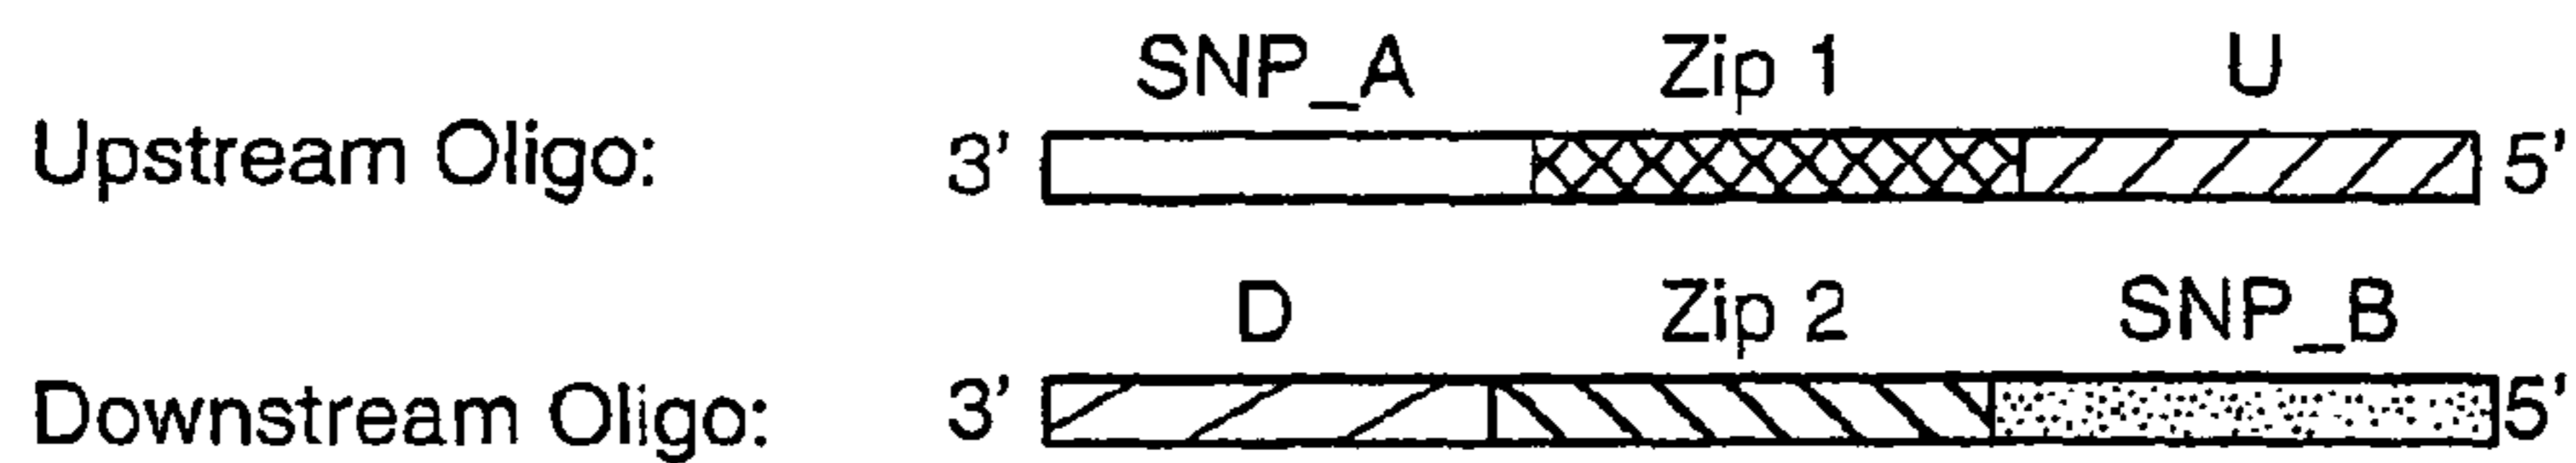 SNP_A Zip 1 U
Upstream Oligo: 3' 5'
D Zip 2 SNP_B
Downstream Oligo: 3' 5'